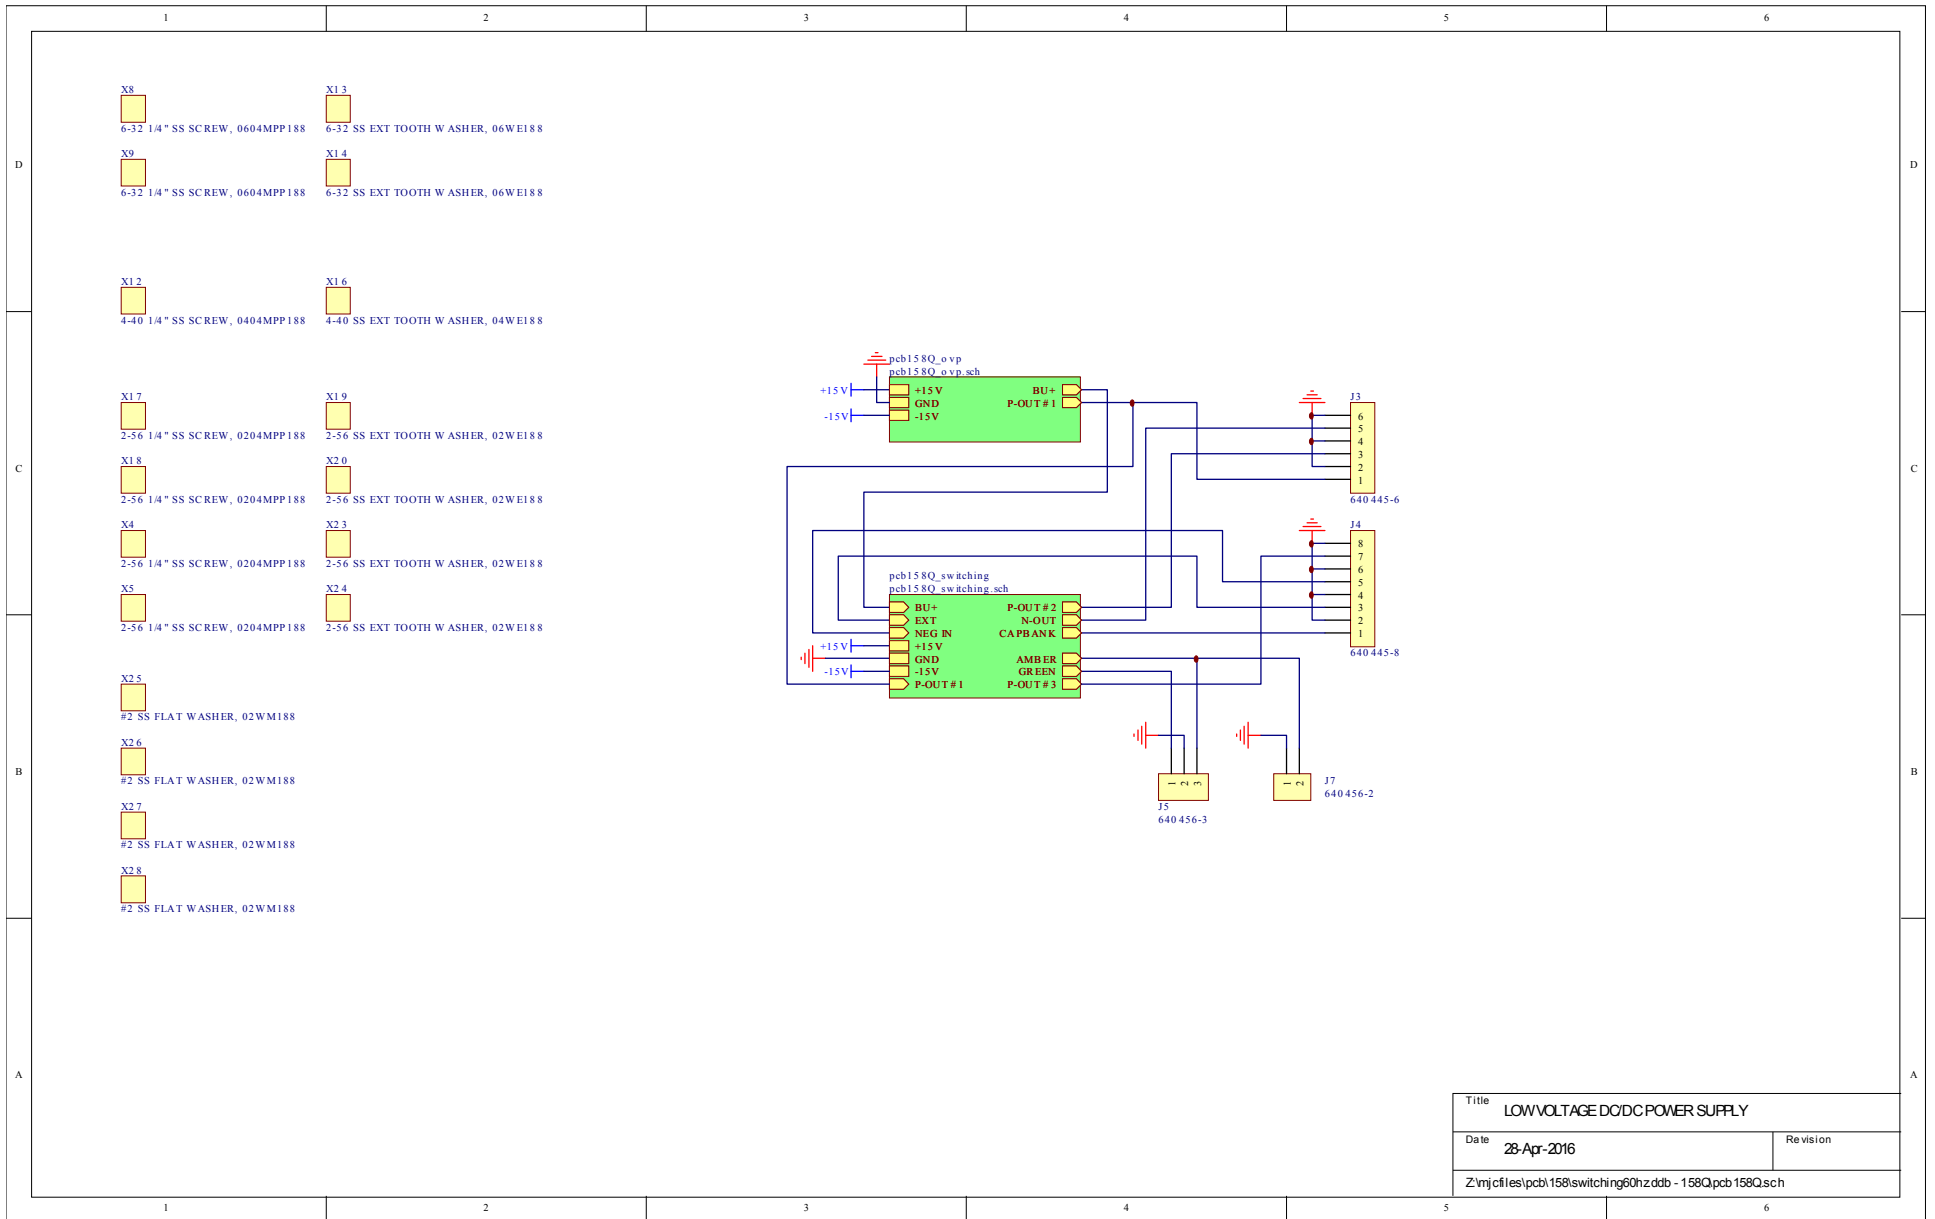 1 2 3 4 5 6
X8 X13
6-32 1/4" SS SCREW, 0604MPP188 6-32 SS EXT TOOTH WASHER, 06WE188
D X9 X14 D
6-32 1/4" SS SCREW, 0604MPP188 6-32 SS EXT TOOTH WASHER, 06WE188
X12 X16
4-40 1/4" SS SCREW, 0404MPP188 4-40 SS EXT TOOTH WASHER, 04WE188
X17 X19
2-56 1/4" SS SCREW, 0204MPP188 2-56 SS EXT TOOTH WASHER, 02WE188
C X18 X20 C
2-56 1/4" SS SCREW, 0204MPP188 2-56 SS EXT TOOTH WASHER, 02WE188
X4 X23
2-56 1/4" SS SCREW, 0204MPP188 2-56 SS EXT TOOTH WASHER, 02WE188
X5 X24
2-56 1/4" SS SCREW, 0204MPP188 2-56 SS EXT TOOTH WASHER, 02WE188
X25
#2 SS FLAT WASHER, 02WM188
B X26 B
#2 SS FLAT WASHER, 02WM188
X27
#2 SS FLAT WASHER, 02WM188
X28
#2 SS FLAT WASHER, 02WM188
pcb158Q_ovp
pcb158Q_ovp.sch
+15V +15V BU+
GND P-OUT#1
-15V -15V
J3
6
5
4
3
2
1
640445-6
J4
8
7
6
5
4
3
2
1
640445-8
pcb158Q_switching
pcb158Q_switching.sch
BU+ P-OUT#2
EXT N-OUT
NEG IN CAPBANK
+15V +15V
GND AMBER
-15V -15V GREEN
P-OUT#1 P-OUT#3
1 2 3
J5
640456-3
1 2
J7
640456-2
A A
Title LOW VOLTAGE DC/DC POWER SUPPLY
Date 28-Apr-2016 Revision
Z:\mjcfiles\pcb\158\switching60hz.ddb - 158Q\pcb158Q.sch
1 2 3 4 5 6